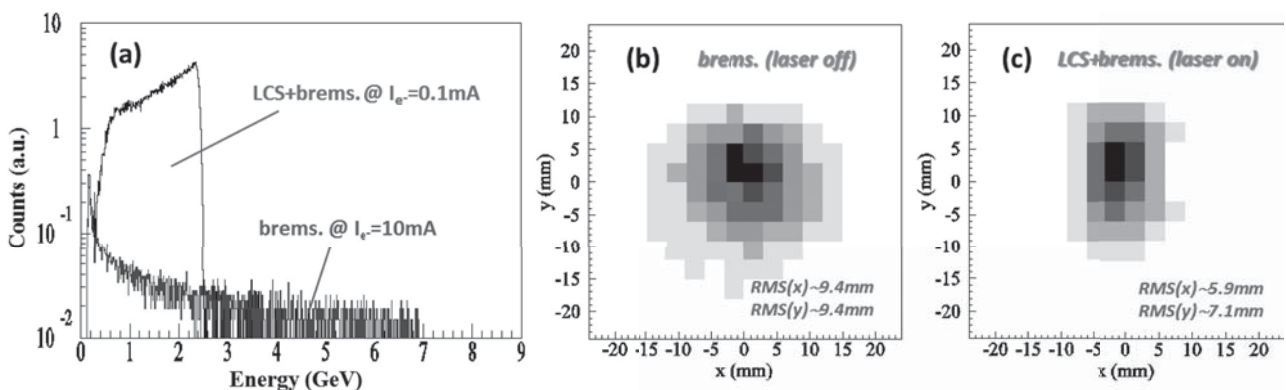 (a)
LCS+brems. @ Iₑ-=0.1mA
brems. @ Iₑ-=10mA
Counts (a.u.)
10
1
10⁻¹
10⁻²
0 1 2 3 4 5 6 7 8 9
Energy (GeV)
(b)
brems. (laser off)
y (mm)
20
15
10
5
0
-5
-10
-15
-20
RMS(x)~9.4mm
RMS(y)~9.4mm
-20 -15 -10 -5 0 5 10 15 20
x (mm)
(c)
LCS+brems. (laser on)
y (mm)
20
15
10
5
0
-5
-10
-15
-20
RMS(x)~5.9mm
RMS(y)~7.1mm
-20 -15 -10 -5 0 5 10 15 20
x (mm)